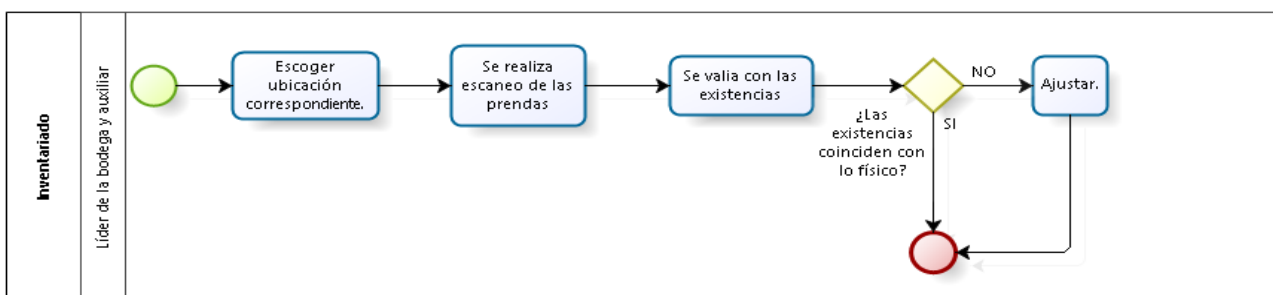 Inventariado
Líder de la bodega y auxiliar
Escoger
ubicación
correspondiente.
Se realiza
escaneo de las
prendas
Se valia con las
existencias
¿Las
existencias
coinciden con
lo físico?
NO
SI
Ajustar.